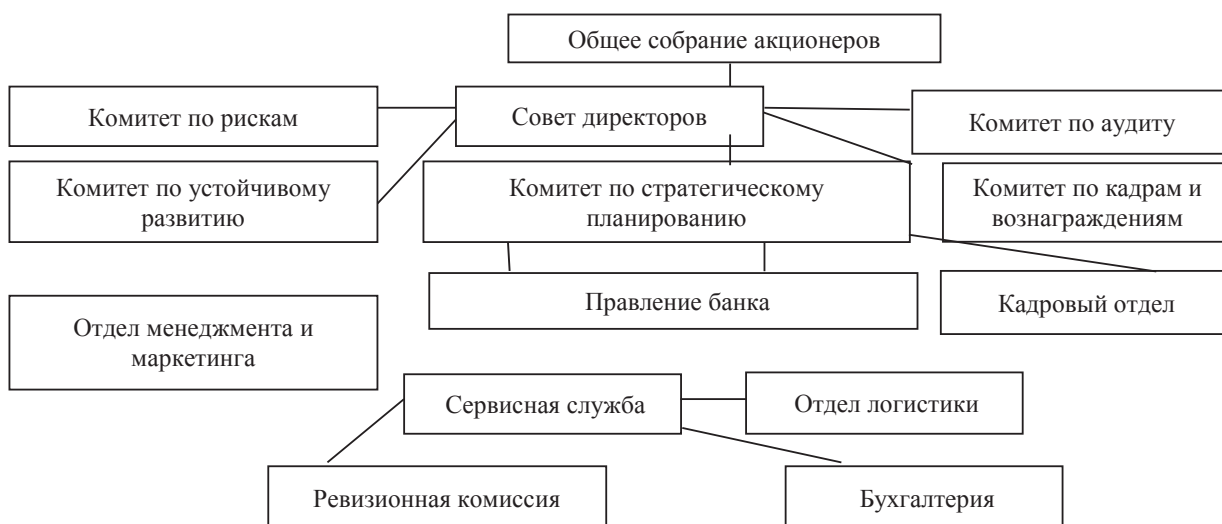 Общее собрание акционеров
Комитет по рискам
Совет директоров
Комитет по аудиту
Комитет по устойчивому
развитию
Комитет по стратегическому
планированию
Комитет по кадрам и
вознаграждениям
Правление банка
Кадровый отдел
Отдел менеджмента и
маркетинга
Сервисная служба
Отдел логистики
Ревизионная комиссия
Бухгалтерия